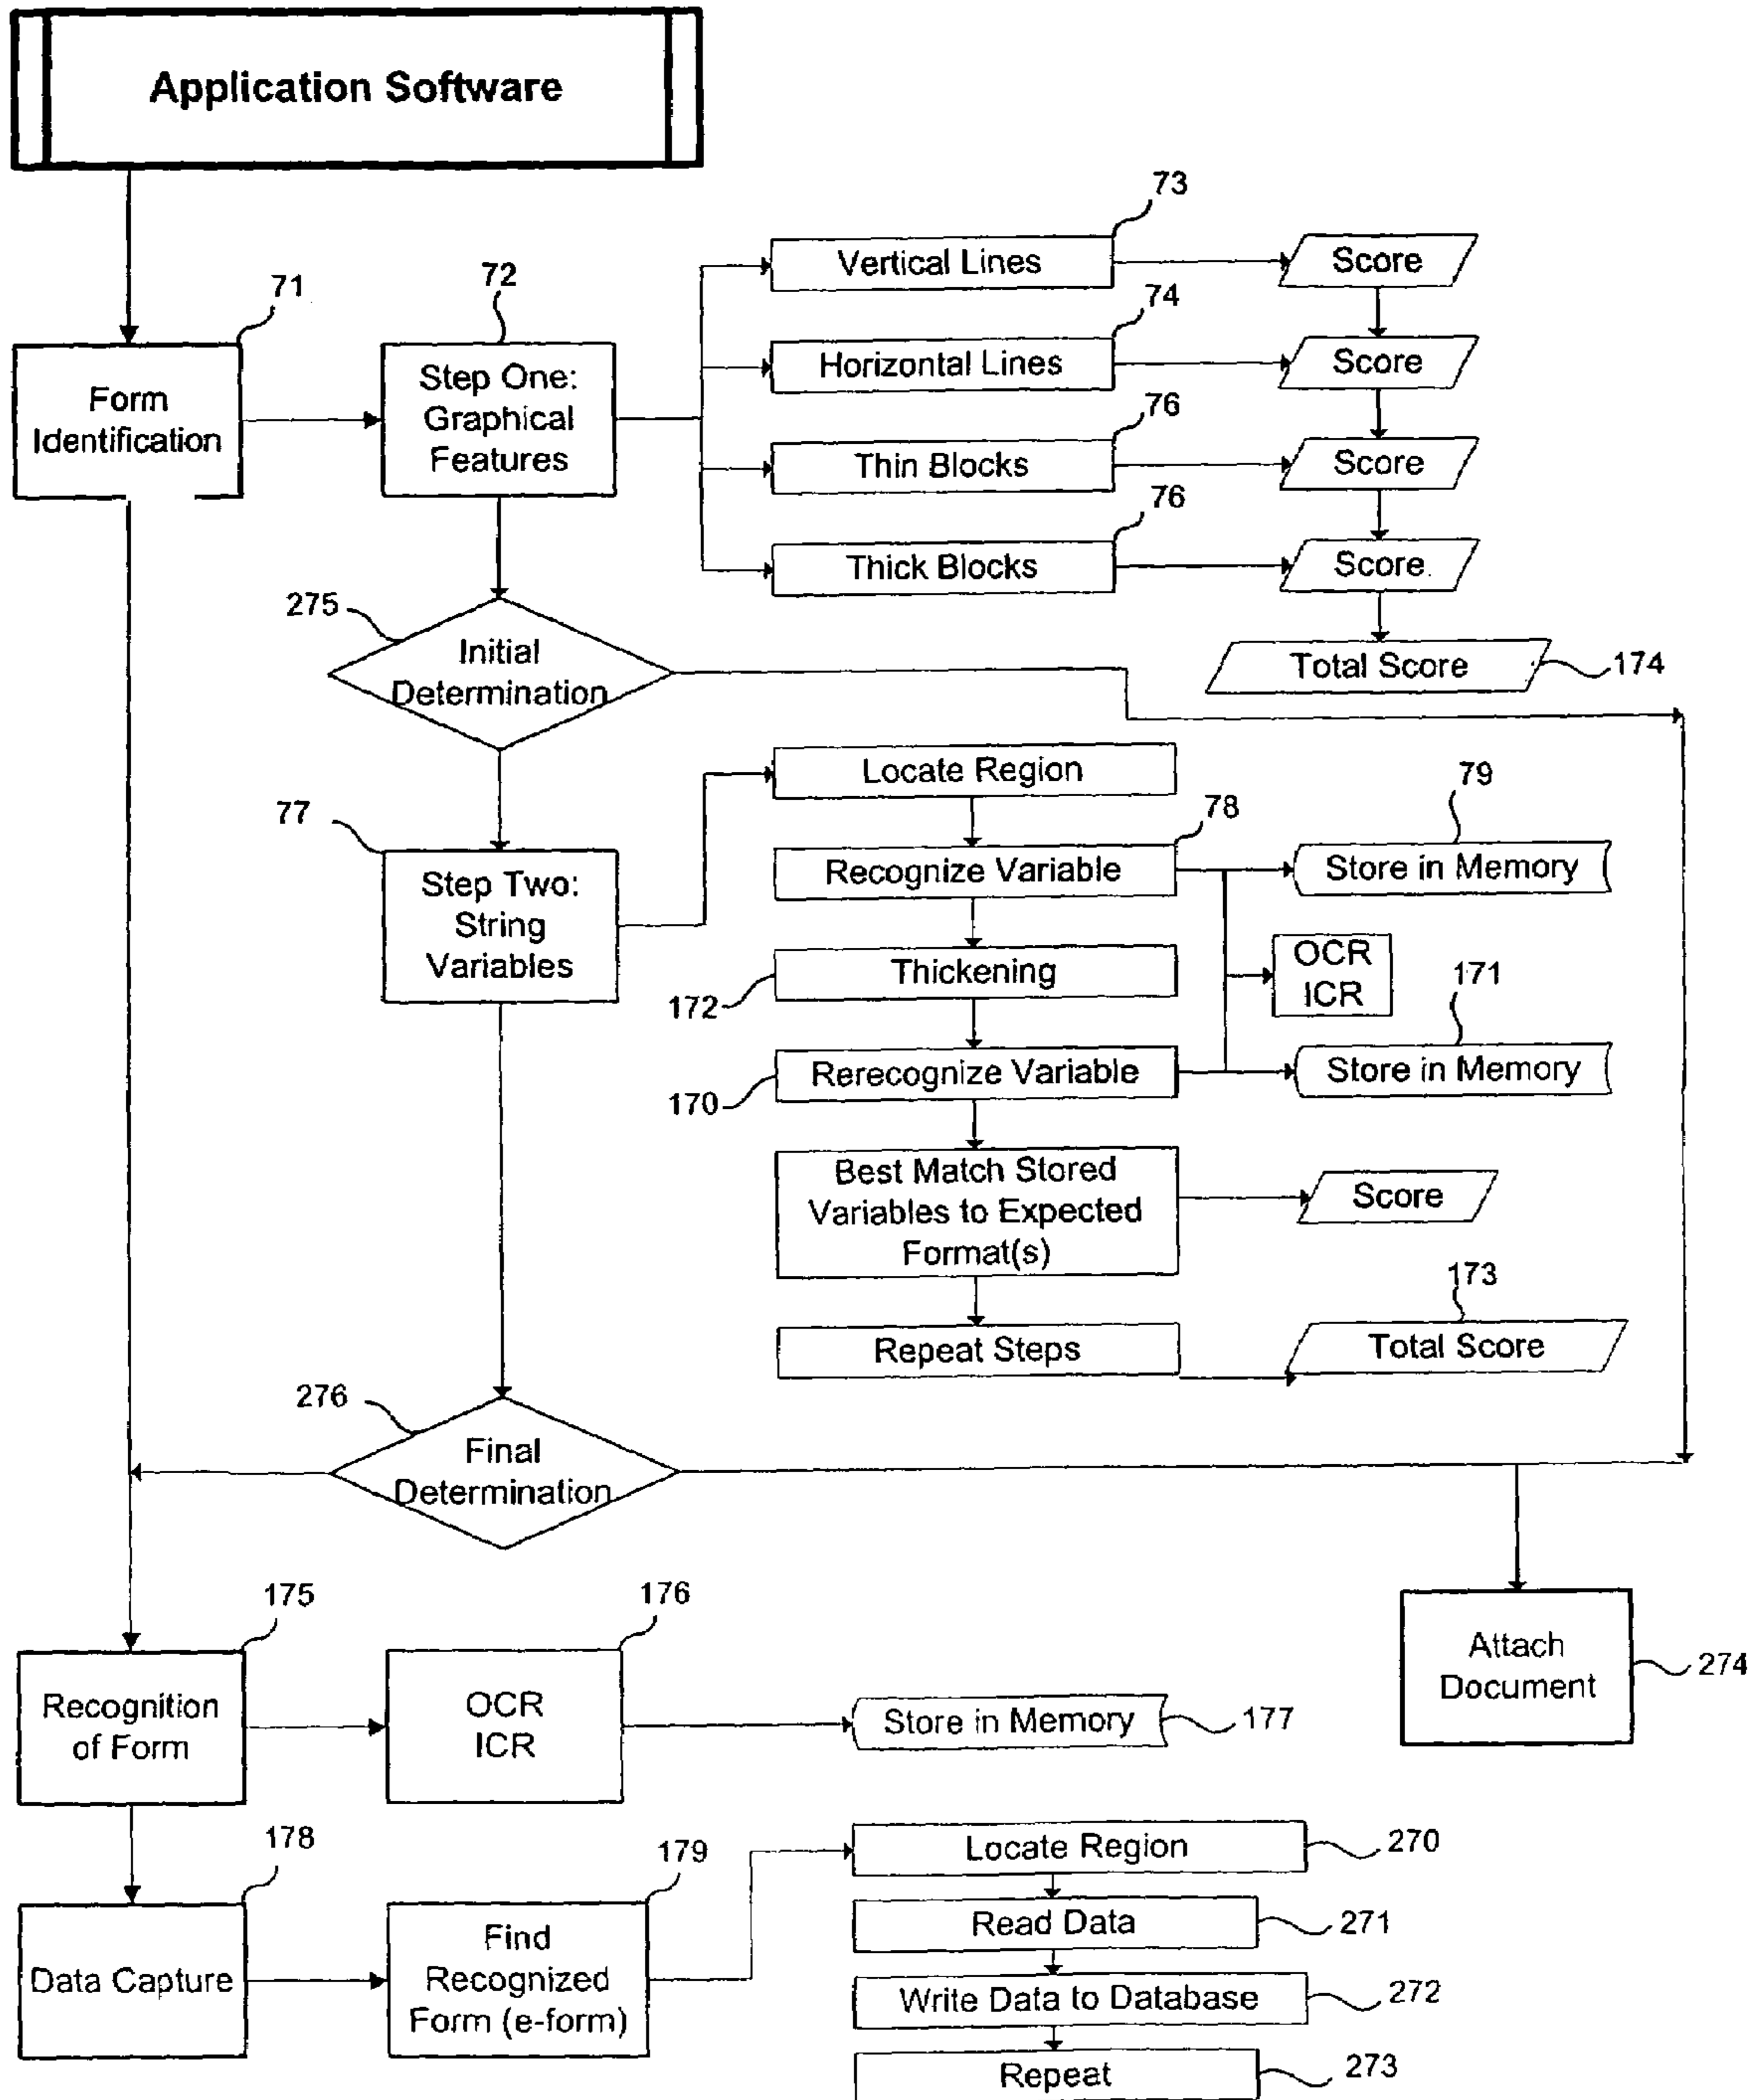 Application Software
73
Vertical Lines
Score
71
72
74
Form
Identification
Step One:
Graphical
Features
Horizontal Lines
Score
76
Thin Blocks
Score
76
Thick Blocks
Score
275
Initial
Determination
Total Score
174
Locate Region
77
78
79
Step Two:
String
Variables
Recognize Variable
Store in Memory
Thickening
172
OCR
ICR
171
Rerecognize Variable
170
Store in Memory
Best Match Stored
Variables to Expected
Format(s)
Score
173
Repeat Steps
Total Score
276
Final
Determination
175
176
Recognition
of Form
OCR
ICR
Store in Memory
177
Attach
Document
274
178
179
Locate Region
270
Data Capture
Find
Recognized
Form (e-form)
Read Data
271
Write Data to Database
272
Repeat
273